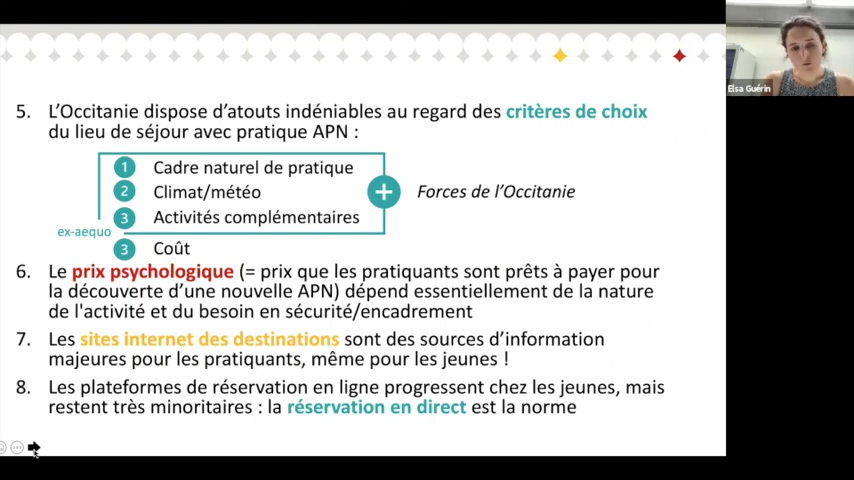 Elsa Guérin
5. L'Occitanie dispose d'atouts indéniables au regard des critères de choix
du lieu de séjour avec pratique APN :
1 Cadre naturel de pratique
2 Climat/météo
+ Forces de l'Occitanie
3 Activités complémentaires
ex-aequo
3 Coût
6. Le prix psychologique (= prix que les pratiquants sont prêts à payer pour
la découverte d'une nouvelle APN) dépend essentiellement de la nature
de l'activité et du besoin en sécurité/encadrement
7. Les sites internet des destinations sont des sources d'information
majeures pour les pratiquants, même pour les jeunes !
8. Les plateformes de réservation en ligne progressent chez les jeunes, mais
restent très minoritaires : la réservation en direct est la norme